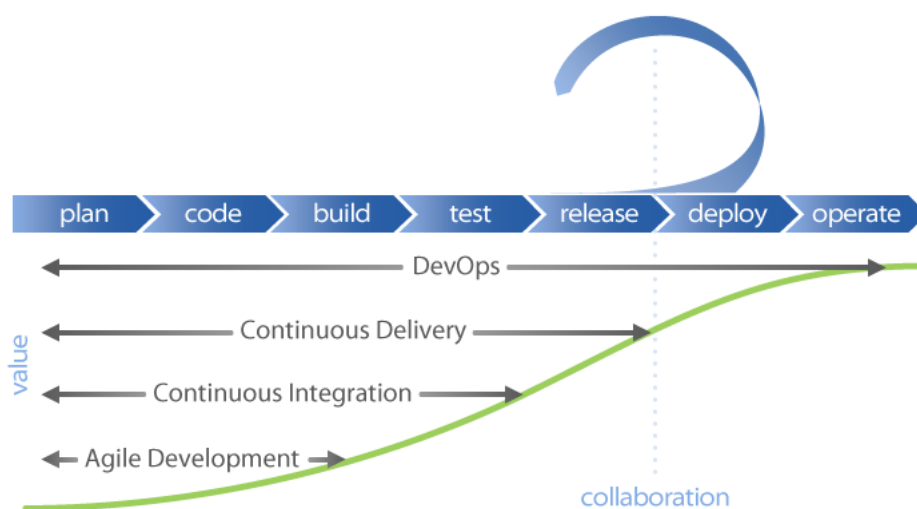 plan code build test release deploy operate
DevOps
Continuous Delivery
value
Continuous Integration
Agile Development
collaboration